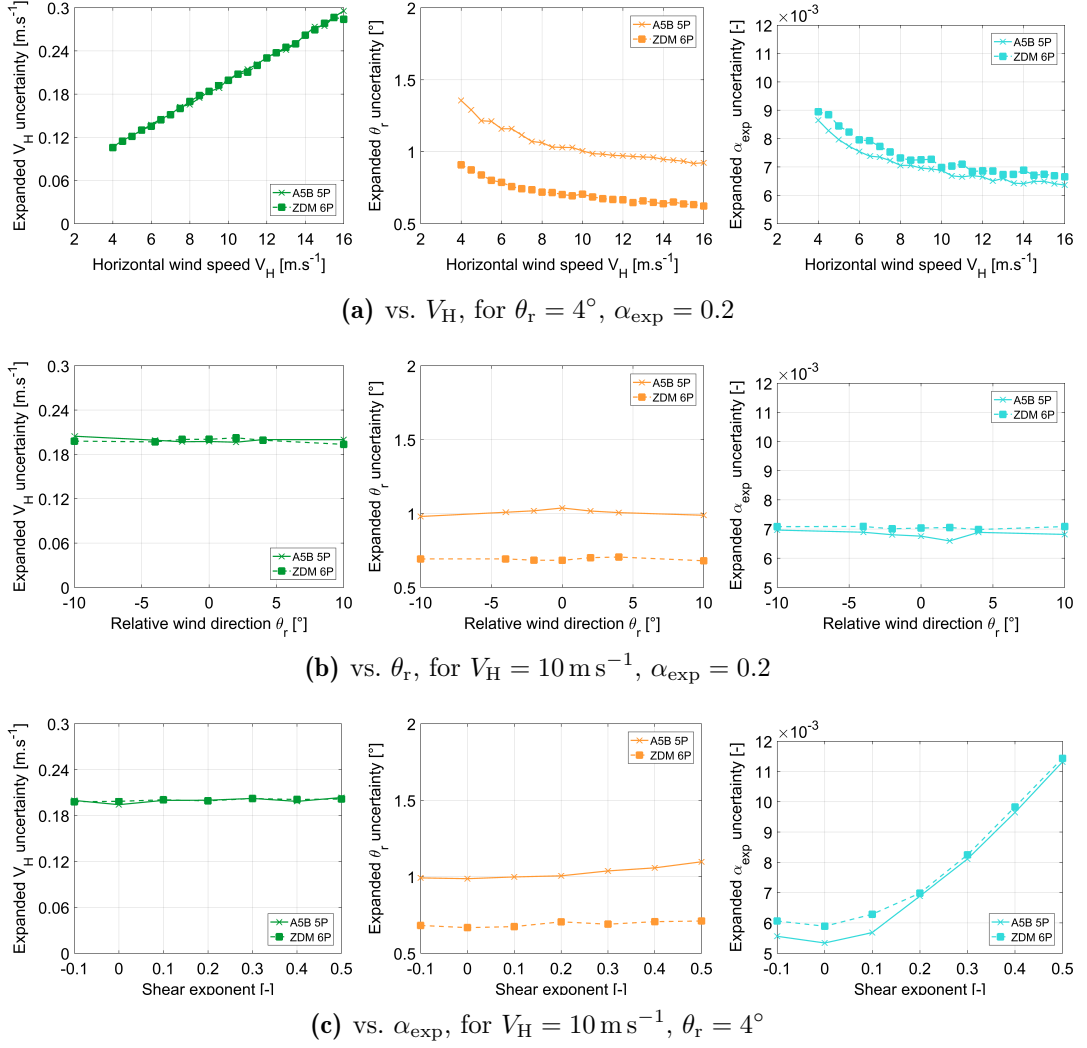 Expanded V_H uncertainty [m.s⁻¹]
0.3
0.24
0.18
0.12
0.06
0
2 4 6 8 10 12 14 16
Horizontal wind speed V_H [m.s⁻¹]
A5B 5P
ZDM 6P
Expanded θ_r uncertainty [°]
2
1.5
1
0.5
2 4 6 8 10 12 14 16
Horizontal wind speed V_H [m.s⁻¹]
A5B 5P
ZDM 6P
Expanded α_exp uncertainty [-]
×10⁻³
12
11
10
9
8
7
6
5
2 4 6 8 10 12 14 16
Horizontal wind speed V_H [m.s⁻¹]
A5B 5P
ZDM 6P
(a) vs. V_H, for θ_r = 4°, α_exp = 0.2
Expanded V_H uncertainty [m.s⁻¹]
0.3
0.24
0.18
0.12
0.06
0
-10 -5 0 5 10
Relative wind direction θ_r [°]
A5B 5P
ZDM 6P
Expanded θ_r uncertainty [°]
2
1.5
1
0.5
-10 -5 0 5 10
Relative wind direction θ_r [°]
A5B 5P
ZDM 6P
Expanded α_exp uncertainty [-]
×10⁻³
12
11
10
9
8
7
6
5
-10 -5 0 5 10
Relative wind direction θ_r [°]
A5B 5P
ZDM 6P
(b) vs. θ_r, for V_H = 10 m s⁻¹, α_exp = 0.2
Expanded V_H uncertainty [m.s⁻¹]
0.3
0.24
0.18
0.12
0.06
0
-0.1 0 0.1 0.2 0.3 0.4 0.5
Shear exponent [-]
A5B 5P
ZDM 6P
Expanded θ_r uncertainty [°]
2
1.5
1
0.5
-0.1 0 0.1 0.2 0.3 0.4 0.5
Shear exponent [-]
A5B 5P
ZDM 6P
Expanded α_exp uncertainty [-]
×10⁻³
12
11
10
9
8
7
6
5
-0.1 0 0.1 0.2 0.3 0.4 0.5
Shear exponent [-]
A5B 5P
ZDM 6P
(c) vs. α_exp, for V_H = 10 m s⁻¹, θ_r = 4°